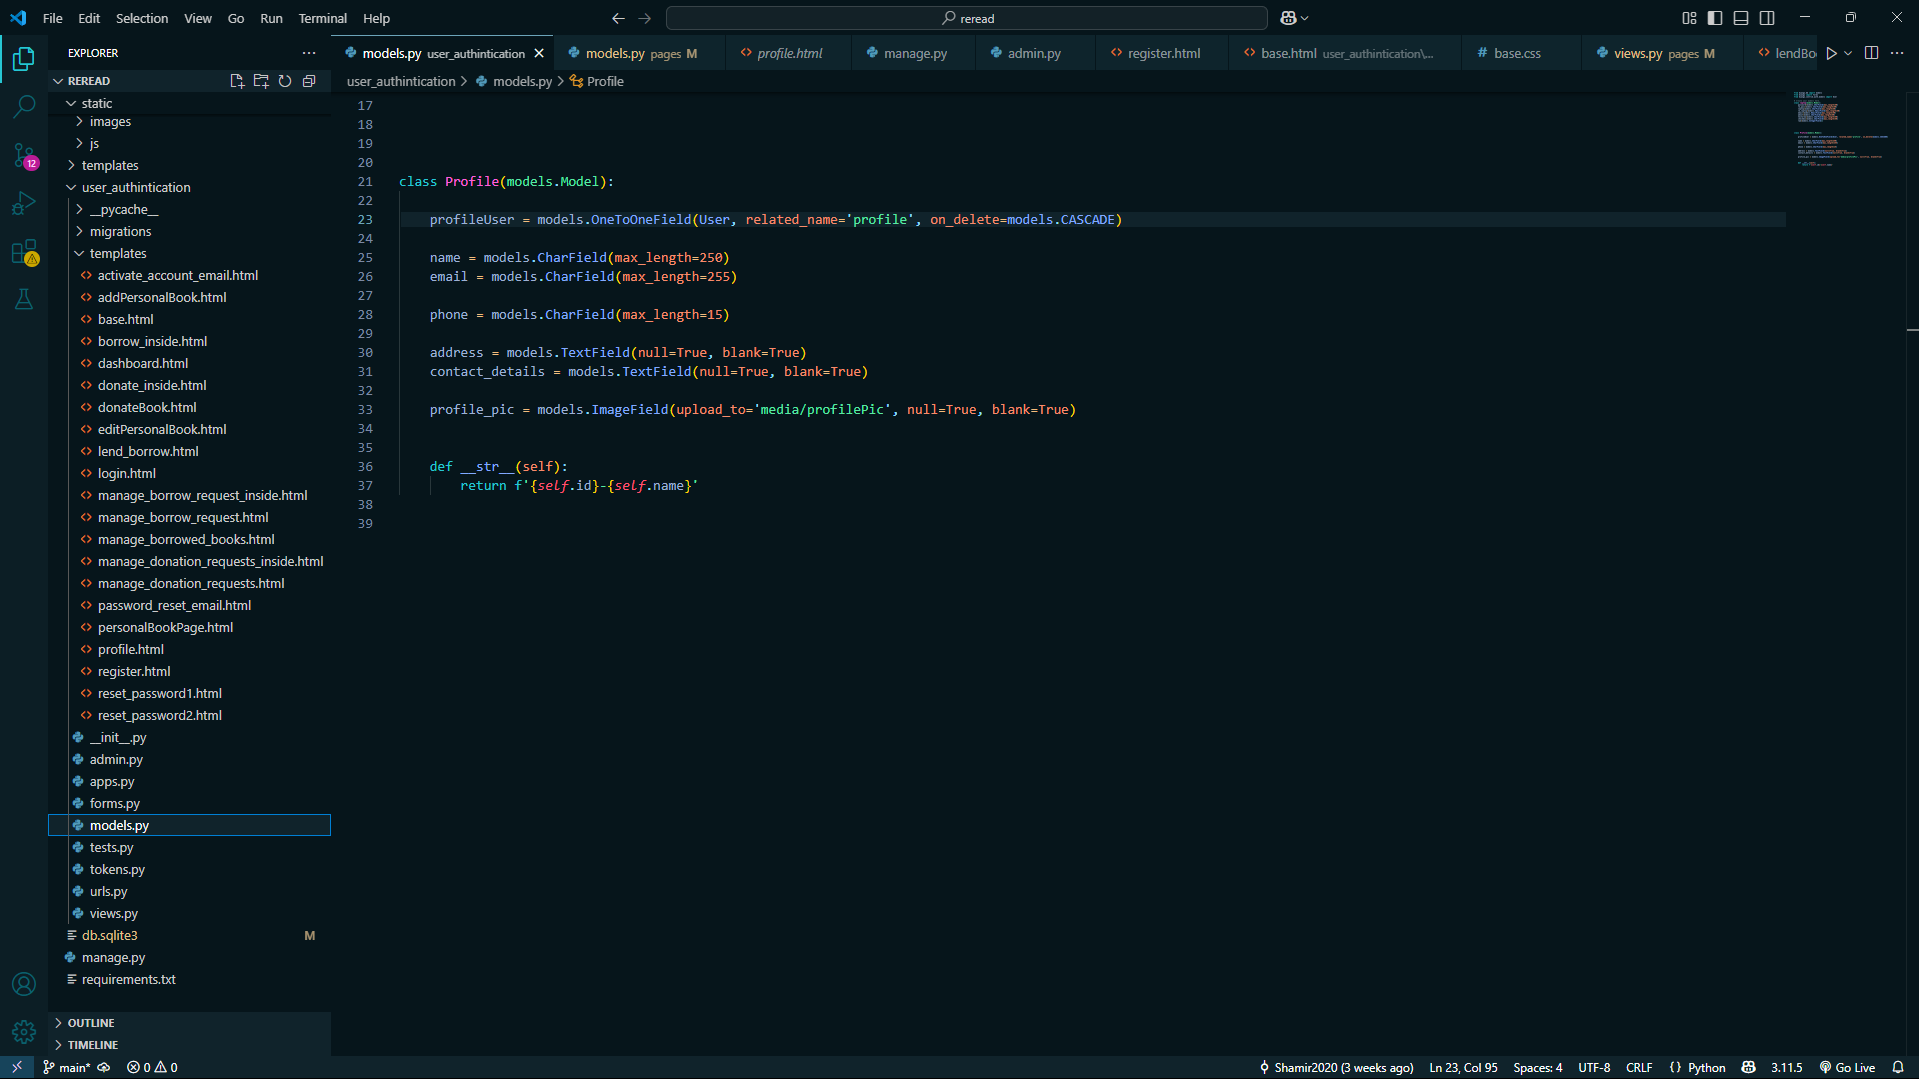 File Edit Selection View Go Run Terminal Help
reread
EXPLORER
REREAD
static
images
js
templates
user_authintication
__pycache__
migrations
templates
activate_account_email.html
addPersonalBook.html
base.html
borrow_inside.html
dashboard.html
donate_inside.html
donateBook.html
editPersonalBook.html
lend_borrow.html
login.html
manage_borrow_request_inside.html
manage_borrow_request.html
manage_borrowed_books.html
manage_donation_requests_inside.html
manage_donation_requests.html
password_reset_email.html
personalBookPage.html
profile.html
register.html
reset_password1.html
reset_password2.html
__init__.py
admin.py
apps.py
forms.py
models.py
tests.py
tokens.py
urls.py
views.py
db.sqlite3 M
manage.py
requirements.txt
OUTLINE
TIMELINE
12
models.py user_authintication models.py pages M profile.html manage.py admin.py register.html base.html user_authintication\... base.css views.py pages M lendBo
user_authintication > models.py > Profile
17
18
19
20
21 class Profile(models.Model):
22
23 profileUser = models.OneToOneField(User, related_name='profile', on_delete=models.CASCADE)
24
25 name = models.CharField(max_length=250)
26 email = models.CharField(max_length=255)
27
28 phone = models.CharField(max_length=15)
29
30 address = models.TextField(null=True, blank=True)
31 contact_details = models.TextField(null=True, blank=True)
32
33 profile_pic = models.ImageField(upload_to='media/profilePic', null=True, blank=True)
34
35
36 def __str__(self):
37 return f'{self.id}-{self.name}'
38
39
main* 0 0 Shamir2020 (3 weeks ago) Ln 23, Col 95 Spaces: 4 UTF-8 CRLF { } Python 3.11.5 Go Live